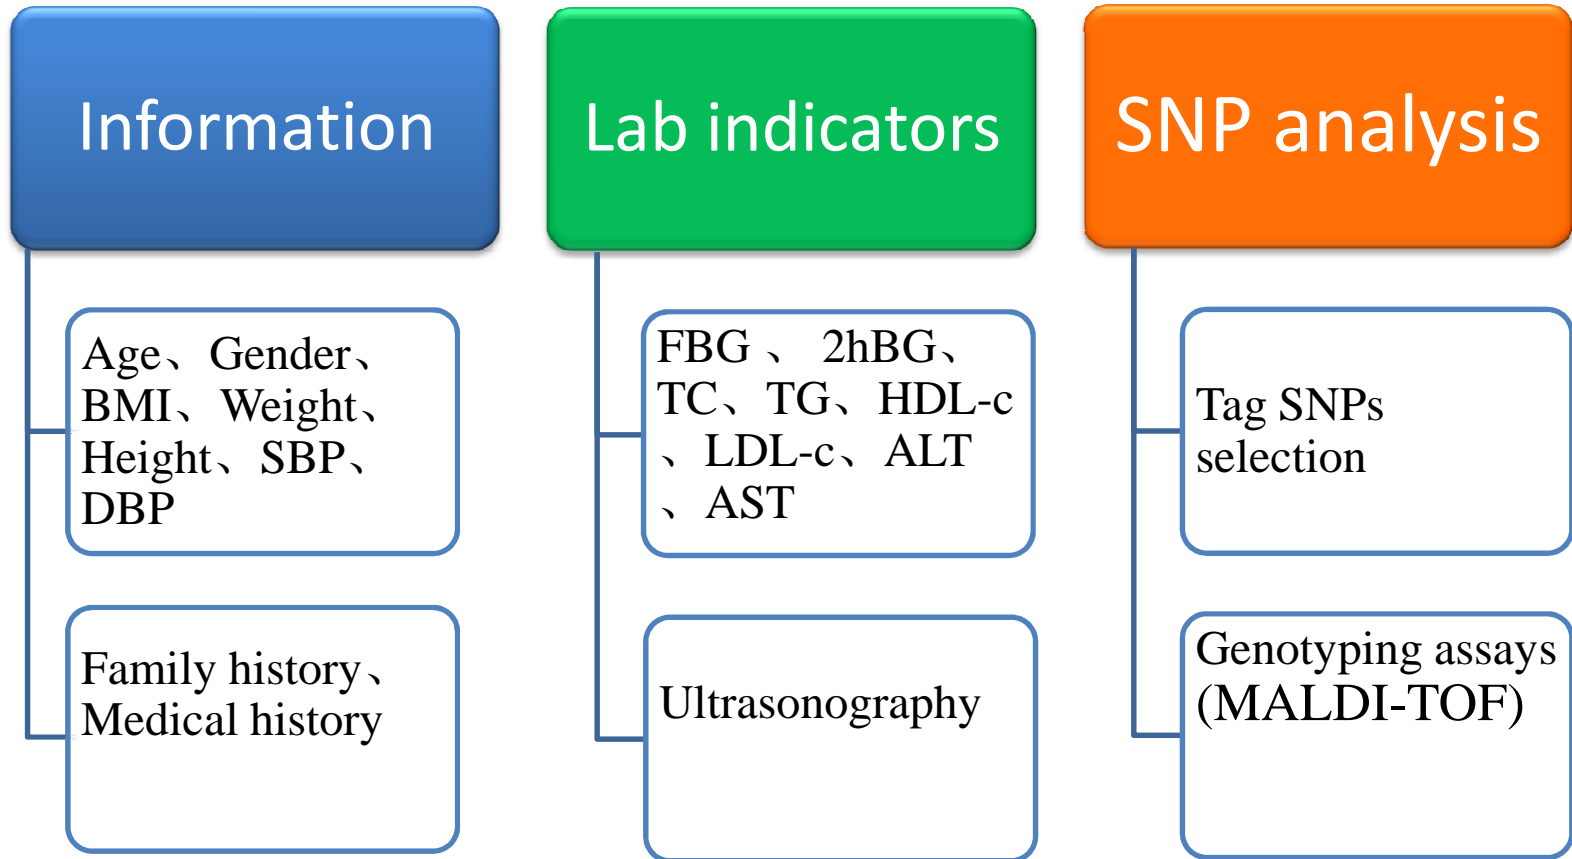 Information
Age、Gender、
BMI、Weight、
Height、SBP、
DBP
Family history、
Medical history
Lab indicators
FBG 、 2hBG、
TC、TG、HDL-c
、LDL-c、ALT
、AST
Ultrasonography
SNP analysis
Tag SNPs
selection
Genotyping assays
(MALDI-TOF)